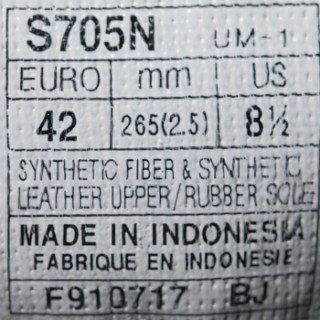 S705N UM-1
EURO mm US
42 265(2.5) 8½
SYNTHETIC FIBER & SYNTHETIC
LEATHER UPPER/RUBBER SOLE
MADE IN INDONESIA
FABRIQUE EN INDONESIE
F910717 BJ